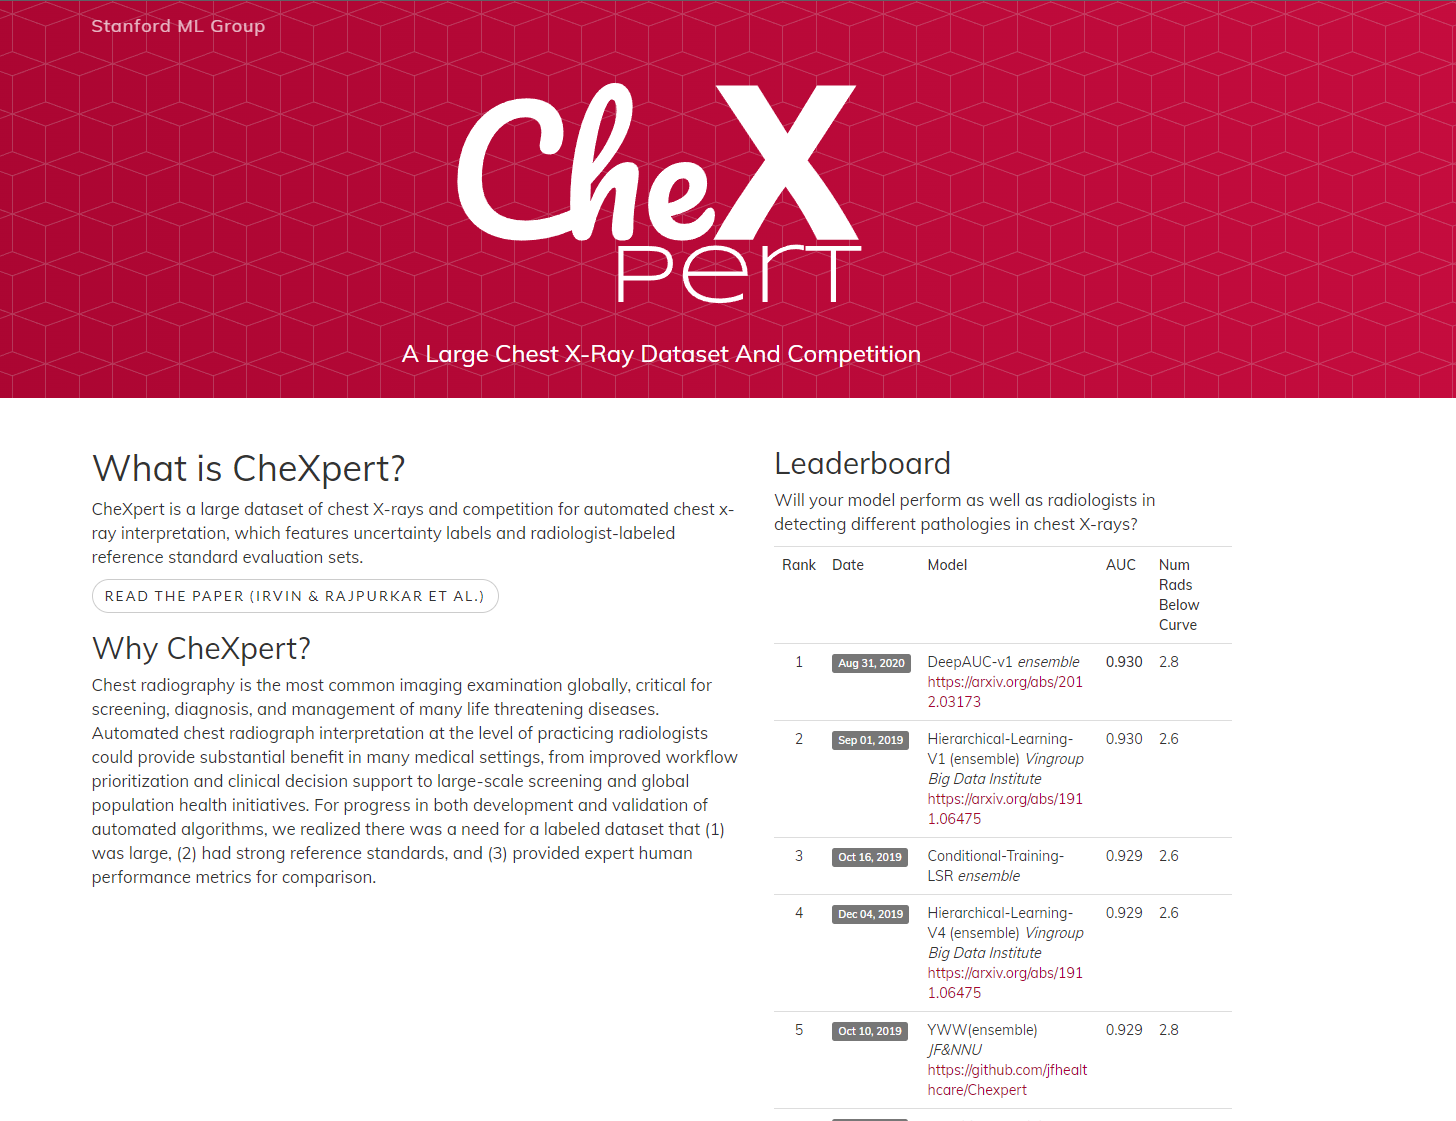 Stanford ML Group
CheX
perT
A Large Chest X-Ray Dataset And Competition
What is CheXpert?
CheXpert is a large dataset of chest X-rays and competition for automated chest x-
ray interpretation, which features uncertainty labels and radiologist-labeled
reference standard evaluation sets.
READ THE PAPER (IRVIN & RAJPURKAR ET AL.)
Why CheXpert?
Chest radiography is the most common imaging examination globally, critical for
screening, diagnosis, and management of many life threatening diseases.
Automated chest radiograph interpretation at the level of practicing radiologists
could provide substantial benefit in many medical settings, from improved workflow
prioritization and clinical decision support to large-scale screening and global
population health initiatives. For progress in both development and validation of
automated algorithms, we realized there was a need for a labeled dataset that (1)
was large, (2) had strong reference standards, and (3) provided expert human
performance metrics for comparison.
Leaderboard
Will your model perform as well as radiologists in
detecting different pathologies in chest X-rays?
Rank Date Model AUC Num
Rads
Below
Curve
1 Aug 31, 2020 DeepAUC-v1 ensemble 0.930 2.8
https://arxiv.org/abs/201
2.03173
2 Sep 01, 2019 Hierarchical-Learning- 0.930 2.6
V1 (ensemble) Vingroup
Big Data Institute
https://arxiv.org/abs/191
1.06475
3 Oct 16, 2019 Conditional-Training- 0.929 2.6
LSR ensemble
4 Dec 04, 2019 Hierarchical-Learning- 0.929 2.6
V4 (ensemble) Vingroup
Big Data Institute
https://arxiv.org/abs/191
1.06475
5 Oct 10, 2019 YWW(ensemble) 0.929 2.8
JF&NNU
https://github.com/jfhealt
hcare/Chexpert